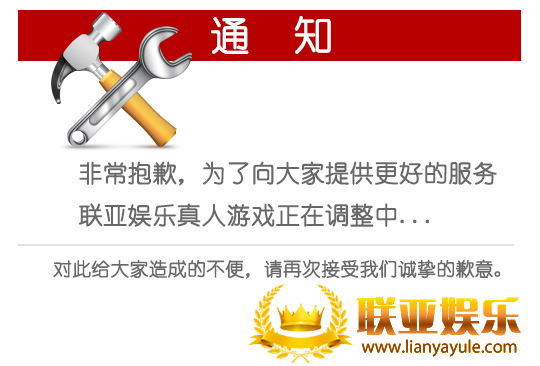 通 知
非常抱歉，为了向大家提供更好的服务
联亚娱乐真人游戏正在调整中...
对此给大家造成的不便，请再次接受我们诚挚的歉意。
联亚娱乐
www.lianyayule.com